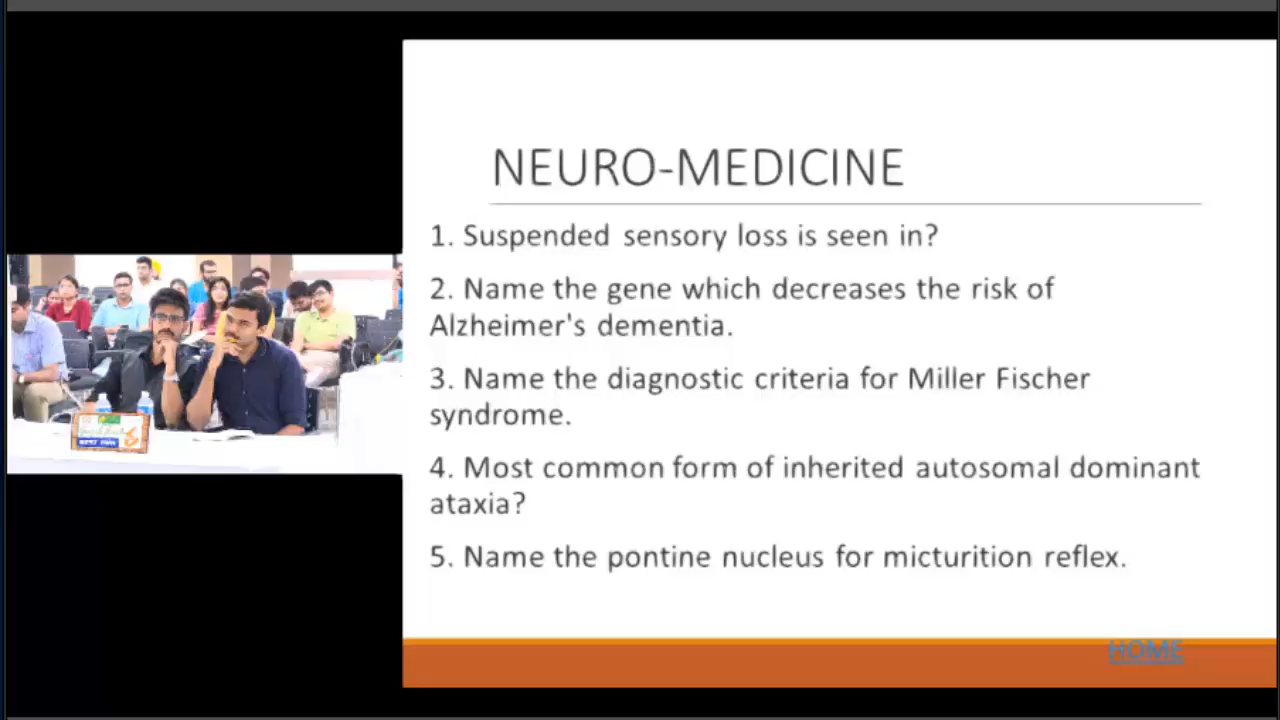 NEURO-MEDICINE
1. Suspended sensory loss is seen in?
2. Name the gene which decreases the risk of
Alzheimer's dementia.
3. Name the diagnostic criteria for Miller Fischer
syndrome.
4. Most common form of inherited autosomal dominant
ataxia?
5. Name the pontine nucleus for micturition reflex.
HOME